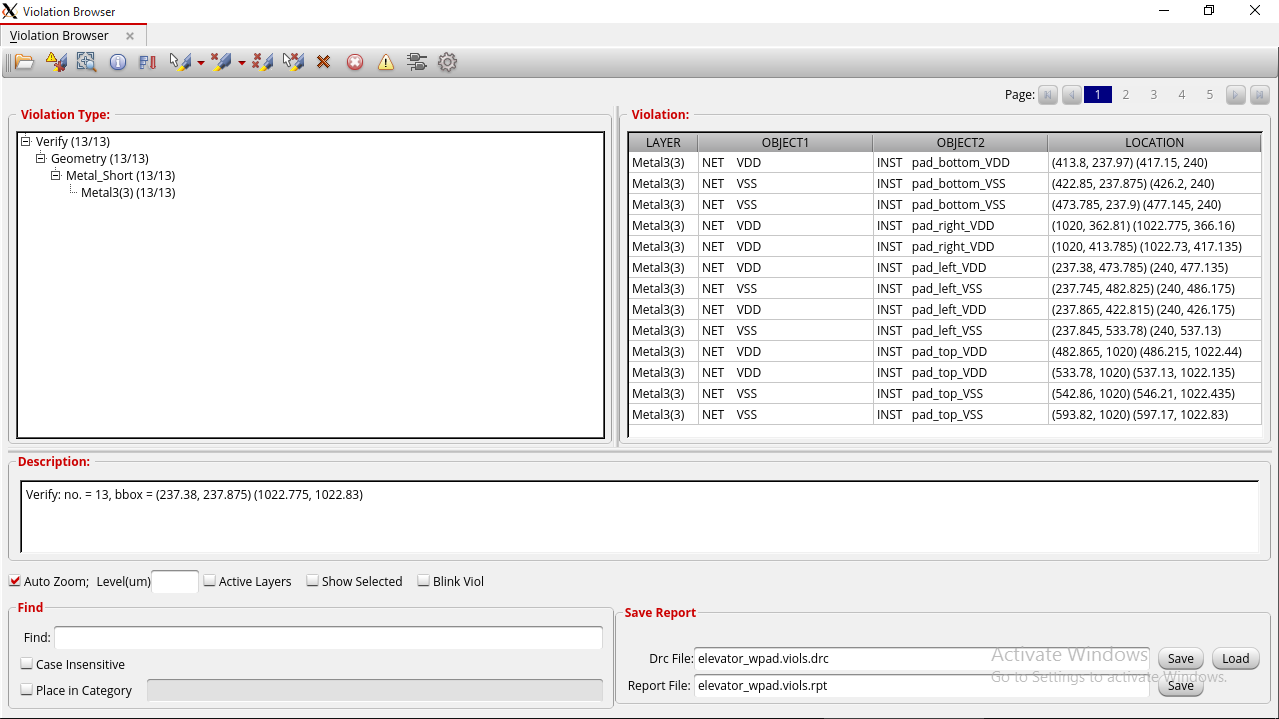 Violation Browser
Violation Browser
Page: 1 2 3 4 5
Violation Type:
Verify (13/13)
Geometry (13/13)
Metal_Short (13/13)
Metal3(3) (13/13)
Violation:
LAYER OBJECT1 OBJECT2 LOCATION
Metal3(3) NET VDD INST pad_bottom_VDD (413.8, 237.97) (417.15, 240)
Metal3(3) NET VSS INST pad_bottom_VSS (422.85, 237.875) (426.2, 240)
Metal3(3) NET VSS INST pad_bottom_VSS (473.785, 237.9) (477.145, 240)
Metal3(3) NET VDD INST pad_right_VDD (1020, 362.81) (1022.775, 366.16)
Metal3(3) NET VDD INST pad_right_VDD (1020, 413.785) (1022.73, 417.135)
Metal3(3) NET VDD INST pad_left_VDD (237.38, 473.785) (240, 477.135)
Metal3(3) NET VSS INST pad_left_VSS (237.745, 482.825) (240, 486.175)
Metal3(3) NET VDD INST pad_left_VDD (237.865, 422.815) (240, 426.175)
Metal3(3) NET VSS INST pad_left_VSS (237.845, 533.78) (240, 537.13)
Metal3(3) NET VDD INST pad_top_VDD (482.865, 1020) (486.215, 1022.44)
Metal3(3) NET VDD INST pad_top_VDD (533.78, 1020) (537.13, 1022.135)
Metal3(3) NET VSS INST pad_top_VSS (542.86, 1020) (546.21, 1022.435)
Metal3(3) NET VSS INST pad_top_VSS (593.82, 1020) (597.17, 1022.83)
Description:
Verify: no. = 13, bbox = (237.38, 237.875) (1022.775, 1022.83)
Auto Zoom; Level(um) Active Layers Show Selected Blink Viol
Find
Find:
Case Insensitive
Place in Category
Save Report
Drc File: elevator_wpad.viols.drc Save Load
Report File: elevator_wpad.viols.rpt Save
Activate Windows
Go to Settings to activate Windows.